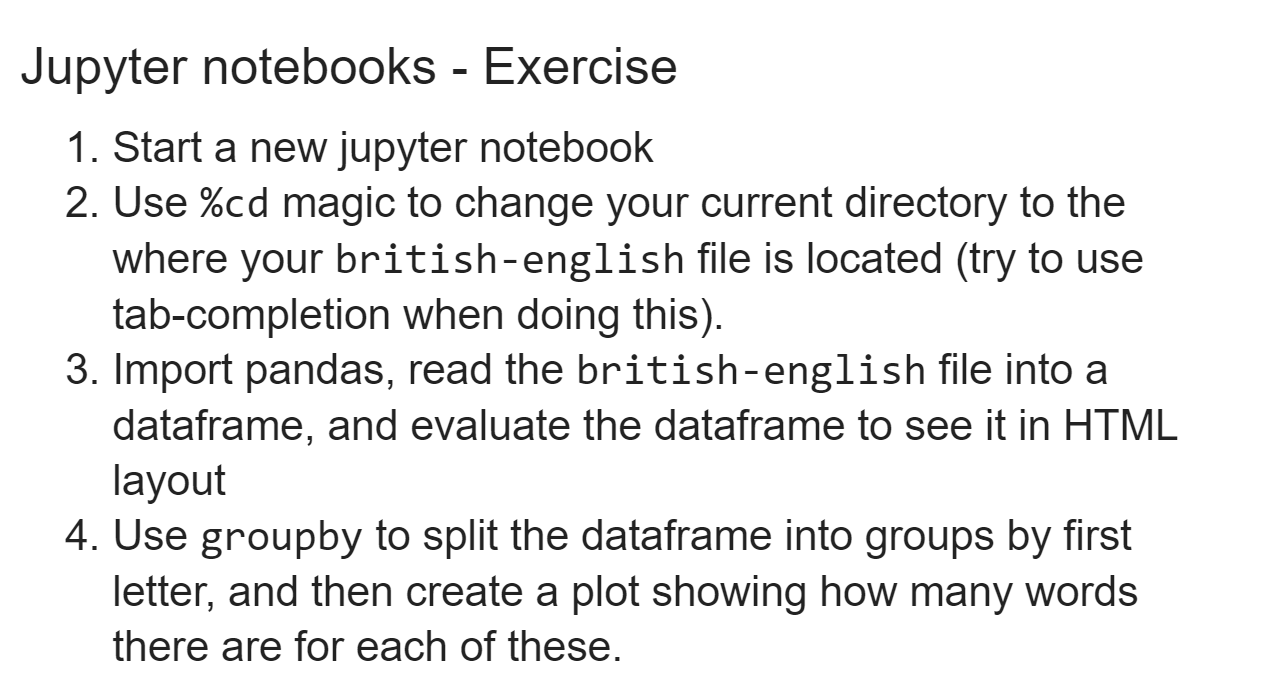 Jupyter notebooks - Exercise
1. Start a new jupyter notebook
2. Use %cd magic to change your current directory to the
where your british-english file is located (try to use
tab-completion when doing this).
3. Import pandas, read the british-english file into a
dataframe, and evaluate the dataframe to see it in HTML
layout
4. Use groupby to split the dataframe into groups by first
letter, and then create a plot showing how many words
there are for each of these.